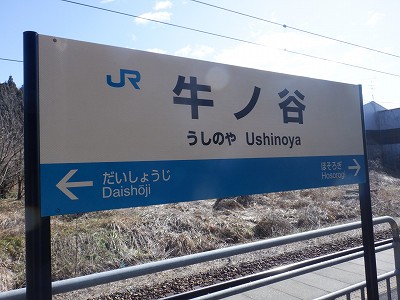 JR 牛ノ谷
うしのや Ushinoya
← だいしょうじ
Daishōji
ほそろぎ →
Hosorogi